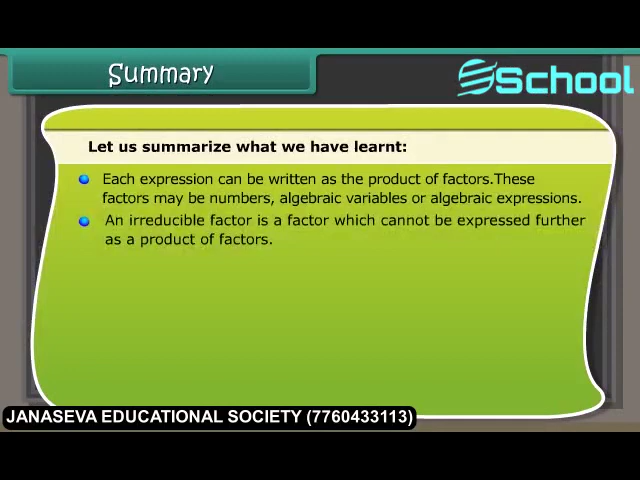 Summary
School
Let us summarize what we have learnt:
Each expression can be written as the product of factors.These
factors may be numbers, algebraic variables or algebraic expressions.
An irreducible factor is a factor which cannot be expressed further
as a product of factors.
JANASEVA EDUCATIONAL SOCIETY (7760433113)